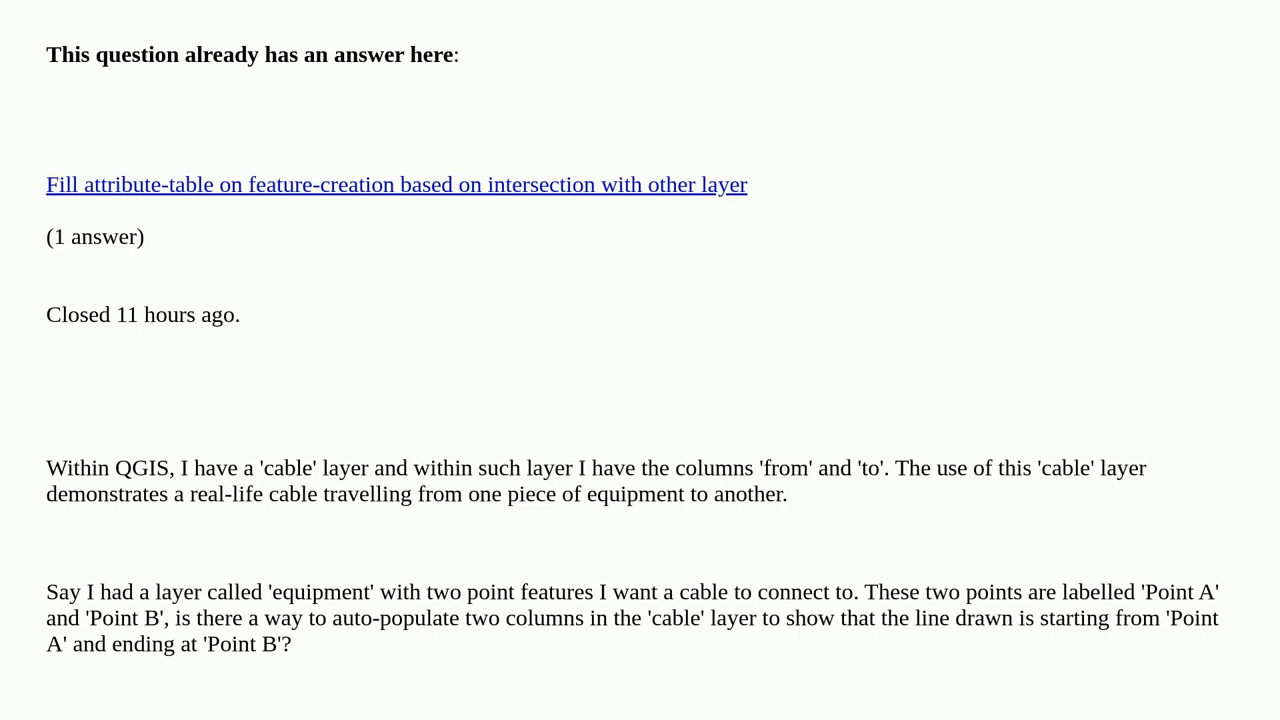 This question already has an answer here:
Fill attribute-table on feature-creation based on intersection with other layer
(1 answer)
Closed 11 hours ago.
Within QGIS, I have a 'cable' layer and within such layer I have the columns 'from' and 'to'. The use of this 'cable' layer
demonstrates a real-life cable travelling from one piece of equipment to another.
Say I had a layer called 'equipment' with two point features I want a cable to connect to. These two points are labelled 'Point A'
and 'Point B', is there a way to auto-populate two columns in the 'cable' layer to show that the line drawn is starting from 'Point
A' and ending at 'Point B'?